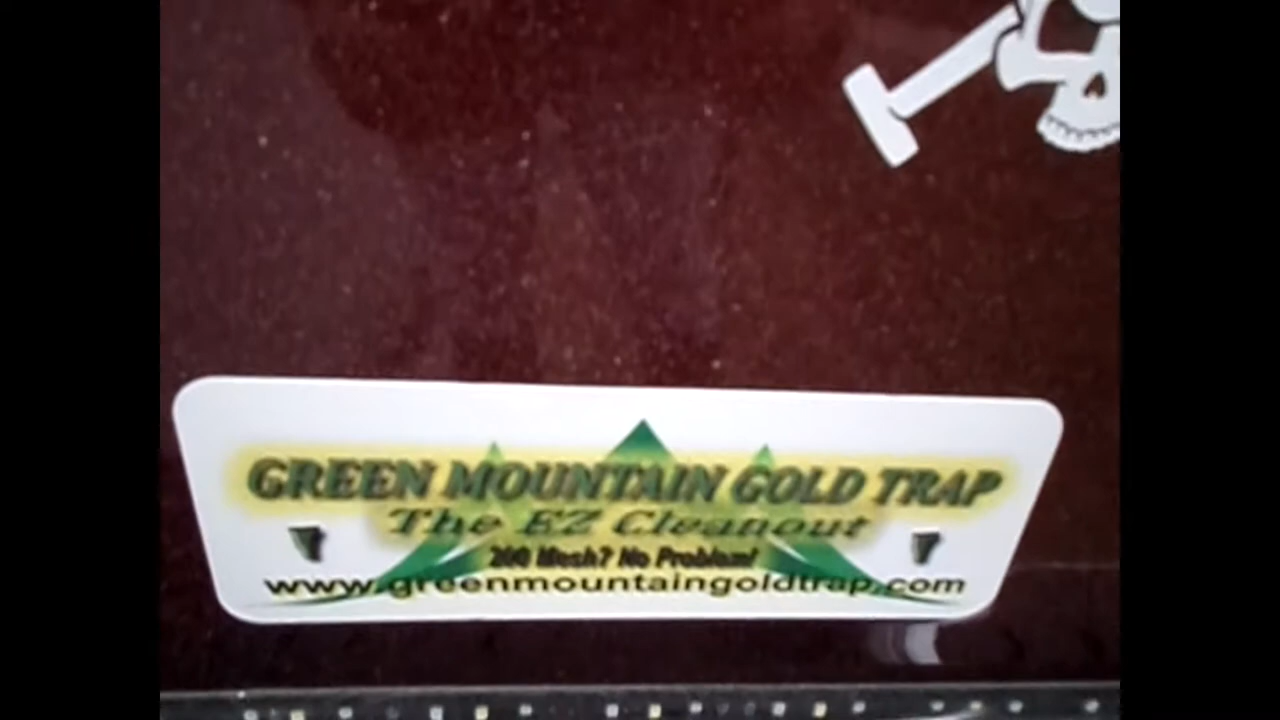 GREEN MOUNTAIN GOLD TRAP
The EZ Cleanout
200 Mesh? No Problem!
www.greenmountaingoldtrap.com